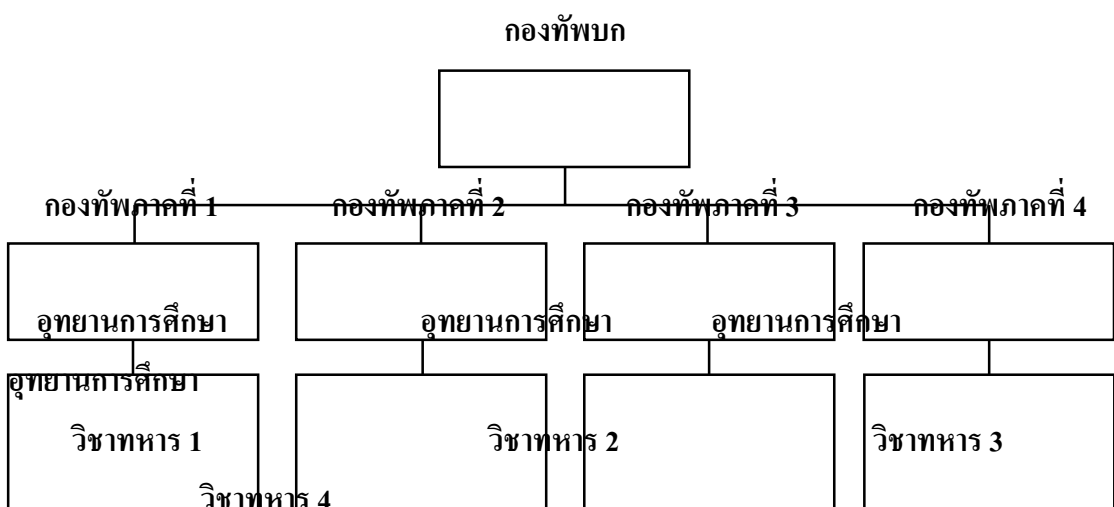 กองทัพบก
กองทัพภาคที่ 1 กองทัพภาคที่ 2 กองทัพภาคที่ 3 กองทัพภาคที่ 4
อุทยานการศึกษา อุทยานการศึกษา อุทยานการศึกษา
อุทยานการศึกษา
วิชาทหาร 1 วิชาทหาร 2 วิชาทหาร 3
วิชาทหาร 4